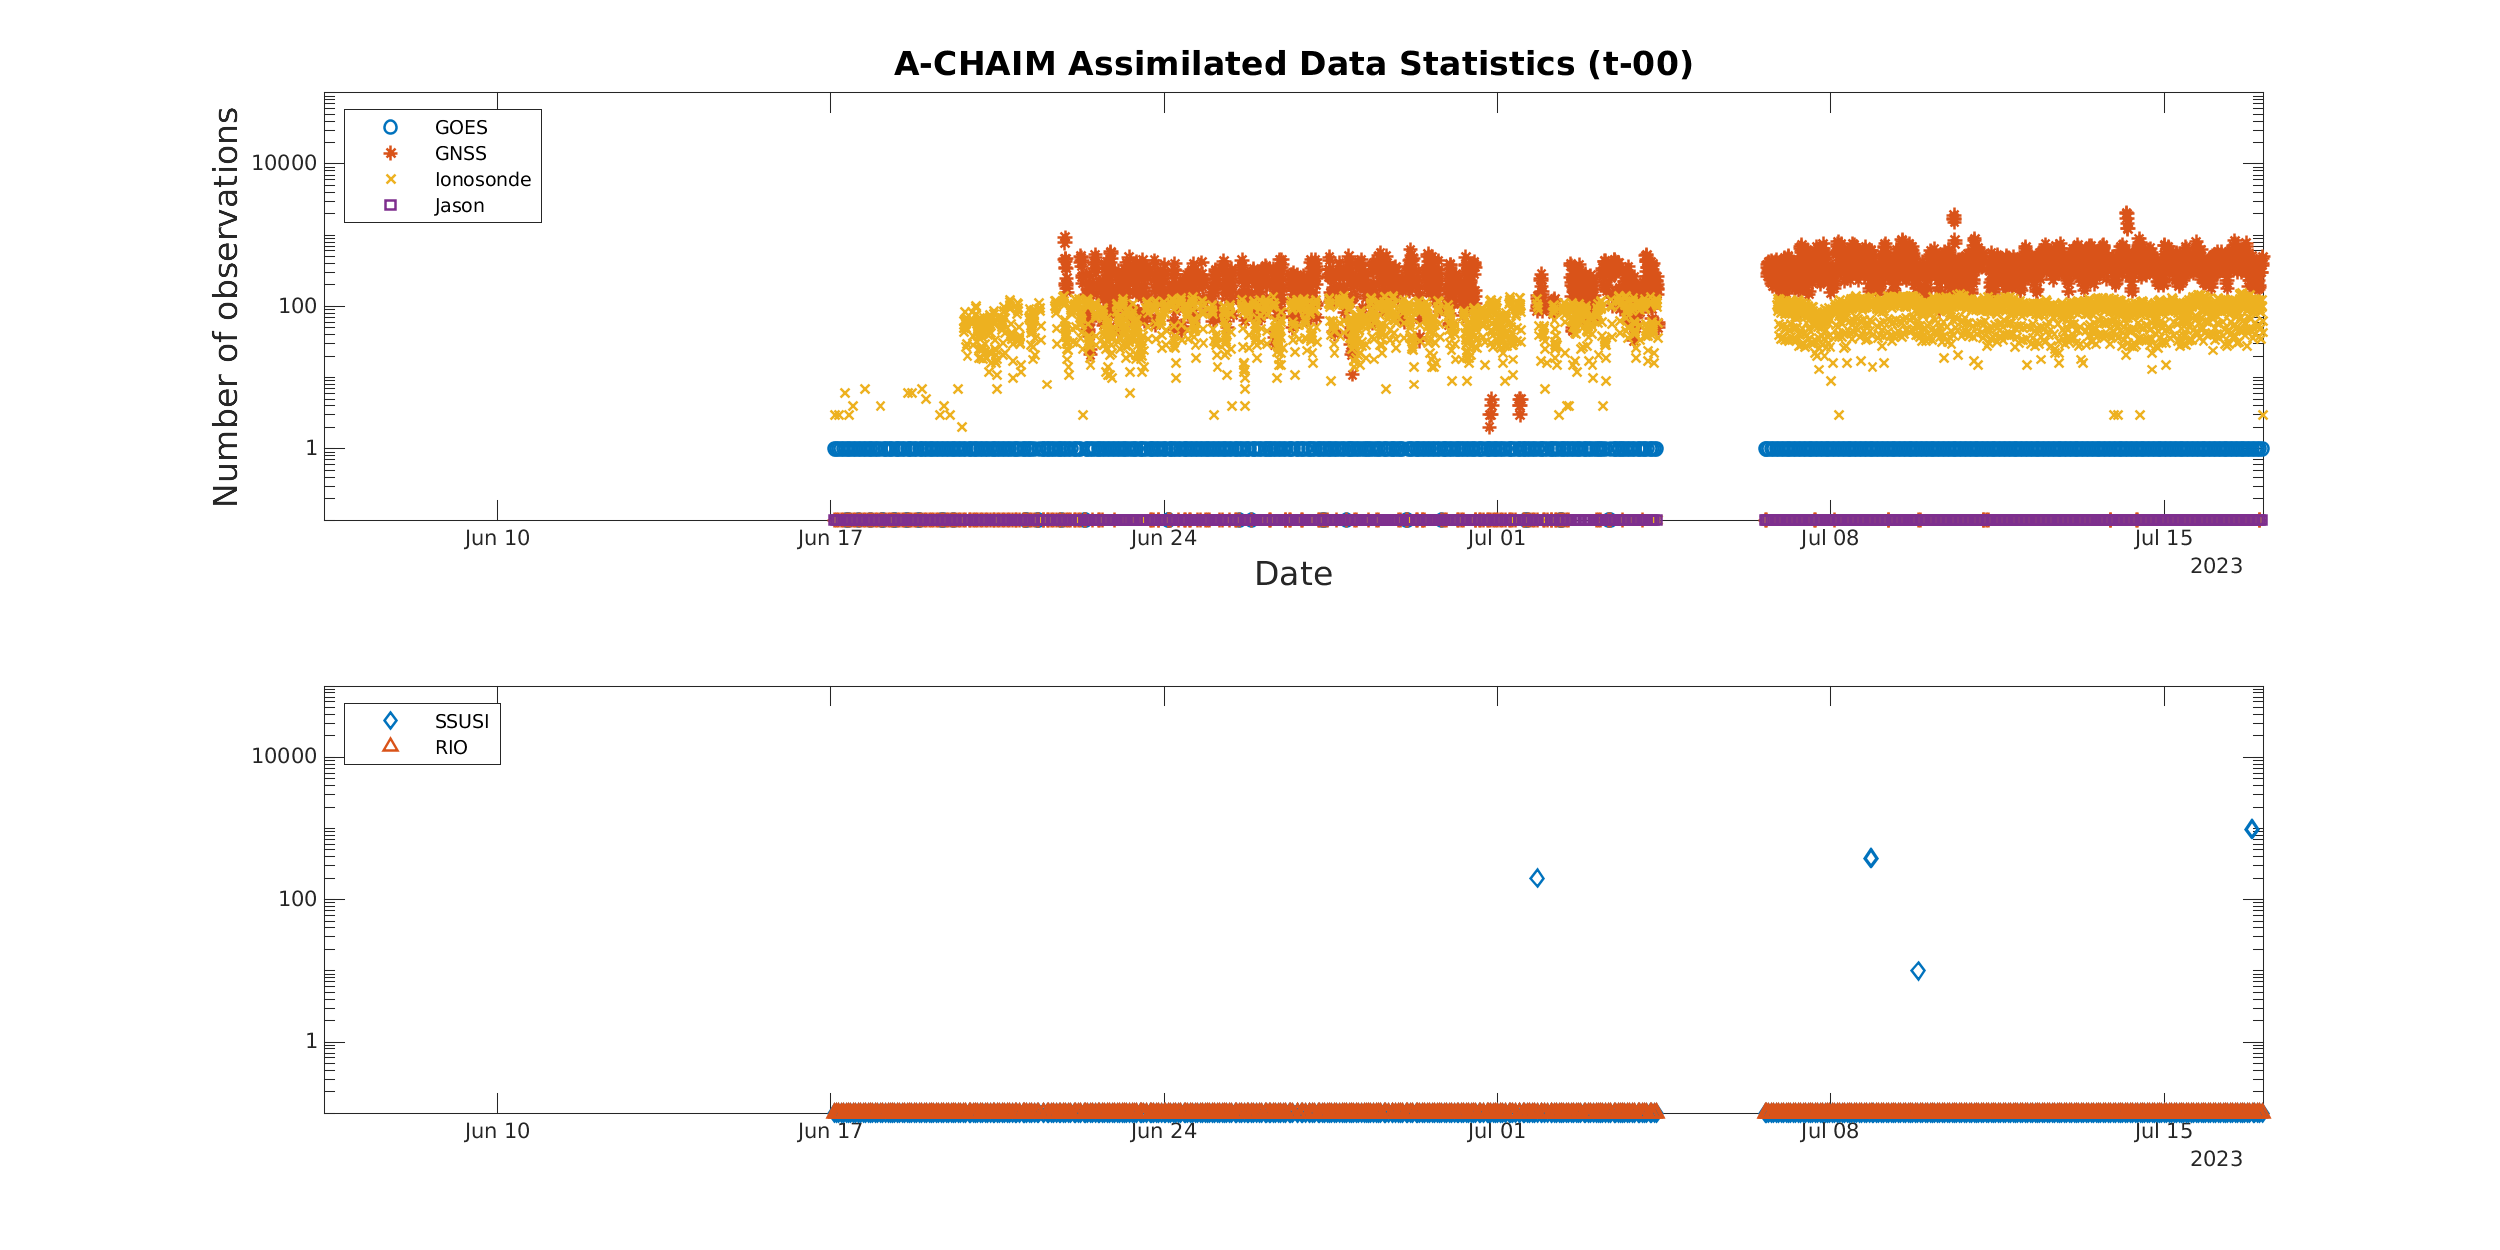 A-CHAIM Assimilated Data Statistics (t-00)
Number of observations
GOES
GNSS
Ionosonde
Jason
10000
100
1
Jun 10 Jun 17 Jun 24 Jul 01 Jul 08 Jul 15
2023
Date
SSUSI
RIO
10000
100
1
Jun 10 Jun 17 Jun 24 Jul 01 Jul 08 Jul 15
2023